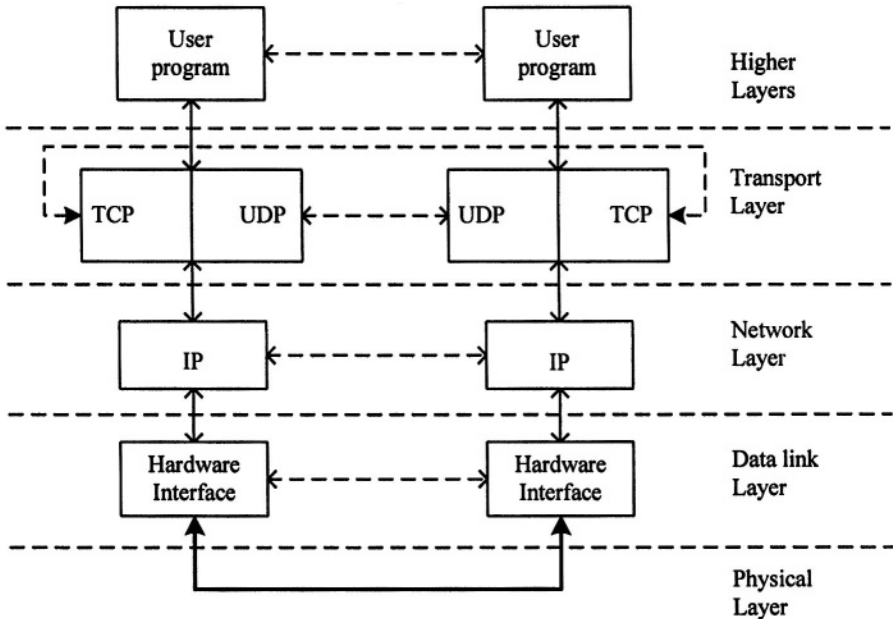 User
program
User
program
Higher
Layers
TCP
UDP
UDP
TCP
Transport
Layer
IP
IP
Network
Layer
Hardware
Interface
Hardware
Interface
Data link
Layer
Physical
Layer